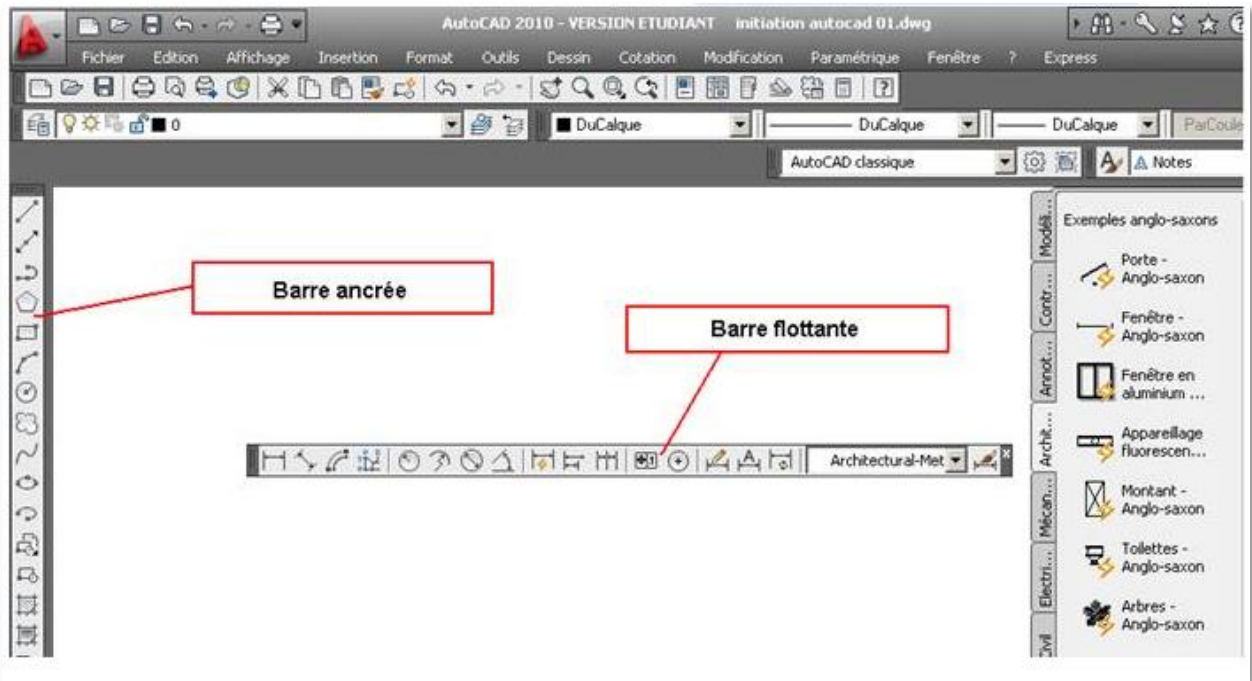 AutoCAD 2010 - VERSION ETUDIANT initiation autocad 01.dwg
Fichier Edition Affichage Insertion Format Outils Dessin Cotation Modification Paramétrique Fenêtre ? Express
0 DuCalque DuCalque DuCalque ParCoule
AutoCAD classique Notes
Modéli...
Contr...
Annot...
Archit...
Mécan...
Electri...
Civil
Exemples anglo-saxons
Porte -
Anglo-saxon
Fenêtre -
Anglo-saxon
Fenêtre en
aluminium ...
Appareillage
fluorescen...
Montant -
Anglo-saxon
Toilettes -
Anglo-saxon
Arbres -
Anglo-saxon
Barre ancrée
Barre flottante
Architectural-Met